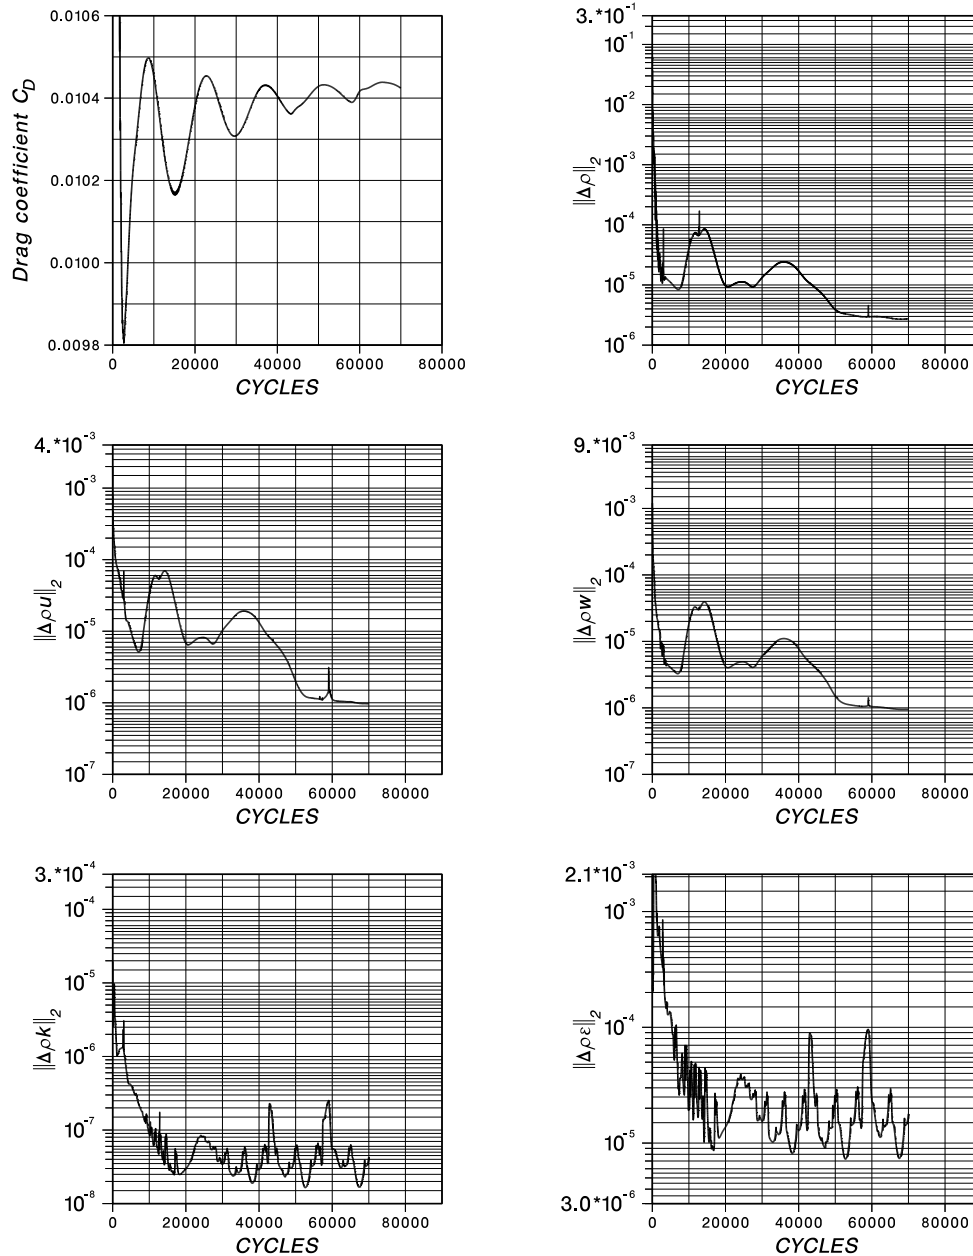 Drag coefficient C_D
0.0106
0.0104
0.0102
0.0100
0.0098
0 20000 40000 60000 80000
CYCLES
||Δρ||₂
3.*10⁻¹
10⁻¹
10⁻²
10⁻³
10⁻⁴
10⁻⁵
10⁻⁶
0 20000 40000 60000 80000
CYCLES
||Δρu||₂
4.*10⁻³
10⁻³
10⁻⁴
10⁻⁵
10⁻⁶
10⁻⁷
0 20000 40000 60000 80000
CYCLES
||Δρw||₂
9.*10⁻³
10⁻³
10⁻⁴
10⁻⁵
10⁻⁶
10⁻⁷
0 20000 40000 60000 80000
CYCLES
||Δρk||₂
3.*10⁻⁴
10⁻⁴
10⁻⁵
10⁻⁶
10⁻⁷
10⁻⁸
0 20000 40000 60000 80000
CYCLES
||Δρε||₂
2.1*10⁻³
10⁻³
10⁻⁴
10⁻⁵
3.0*10⁻⁶
0 20000 40000 60000 80000
CYCLES